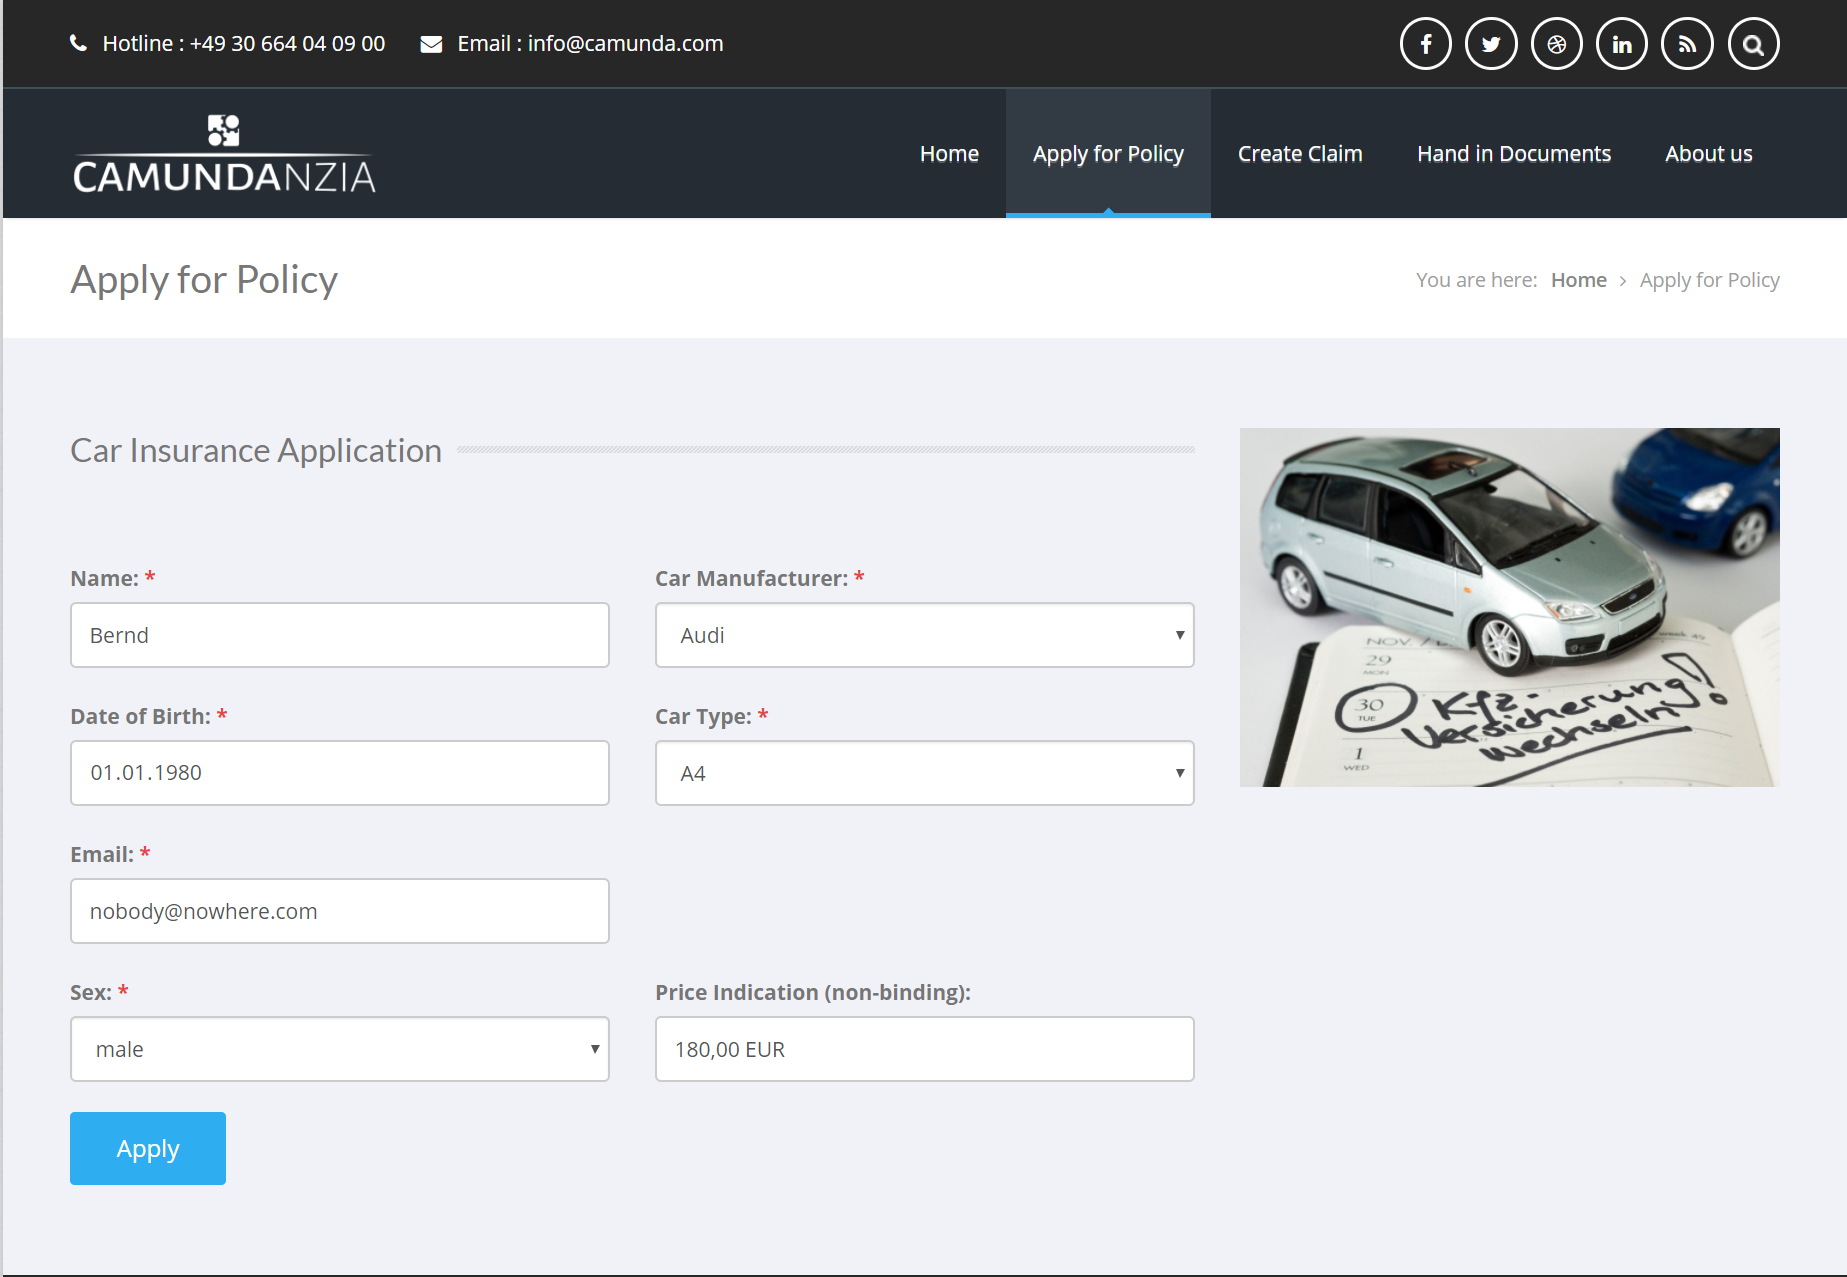 Hotline : +49 30 664 04 09 00 Email : info@camunda.com
CAMUNDANZIA
Home Apply for Policy Create Claim Hand in Documents About us
Apply for Policy
You are here: Home > Apply for Policy
Car Insurance Application
Name: *
Bernd
Car Manufacturer: *
Audi
Date of Birth: *
01.01.1980
Car Type: *
A4
Email: *
nobody@nowhere.com
Sex: *
male
Price Indication (non-binding):
180,00 EUR
Apply
NOV
week 49
29
MON
30
TUE
Kfz-
Versicherung
wechseln!
1
WED